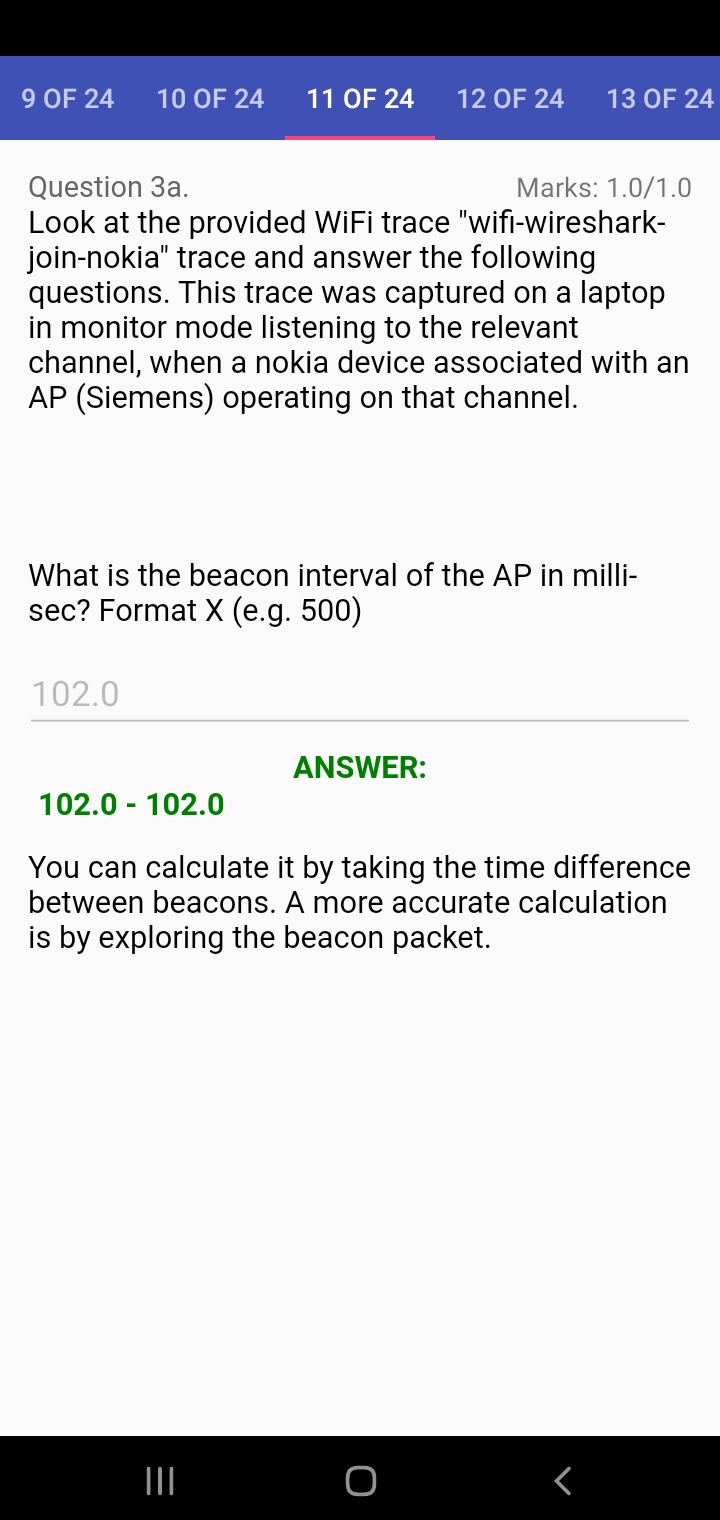 9 OF 24 10 OF 24 11 OF 24 12 OF 24 13 OF 24
Question 3a. Marks: 1.0/1.0
Look at the provided WiFi trace "wifi-wireshark-
join-nokia" trace and answer the following
questions. This trace was captured on a laptop
in monitor mode listening to the relevant
channel, when a nokia device associated with an
AP (Siemens) operating on that channel.
What is the beacon interval of the AP in milli-
sec? Format X (e.g. 500)
102.0
ANSWER:
102.0 - 102.0
You can calculate it by taking the time difference
between beacons. A more accurate calculation
is by exploring the beacon packet.